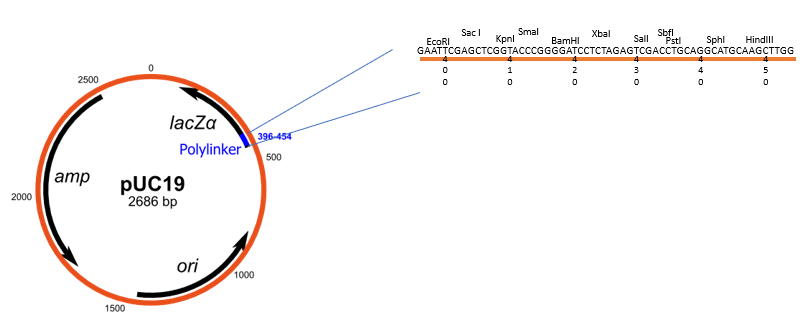 EcoRI Sac I KpnI SmaI BamHI XbaI SalI SbfI PstI SphI HindIII
GAATTCGAGCTCGGTACCCGGGGATCCTCTAGAGTCGACCTGCAGGCATGCAAGCTTGG
4 4 4 4 4 4
0 1 2 3 4 5
0 0 0 0 0 0
0
2500
lacZα
396-454
Polylinker
500
amp
pUC19
2686 bp
2000
ori
1000
1500